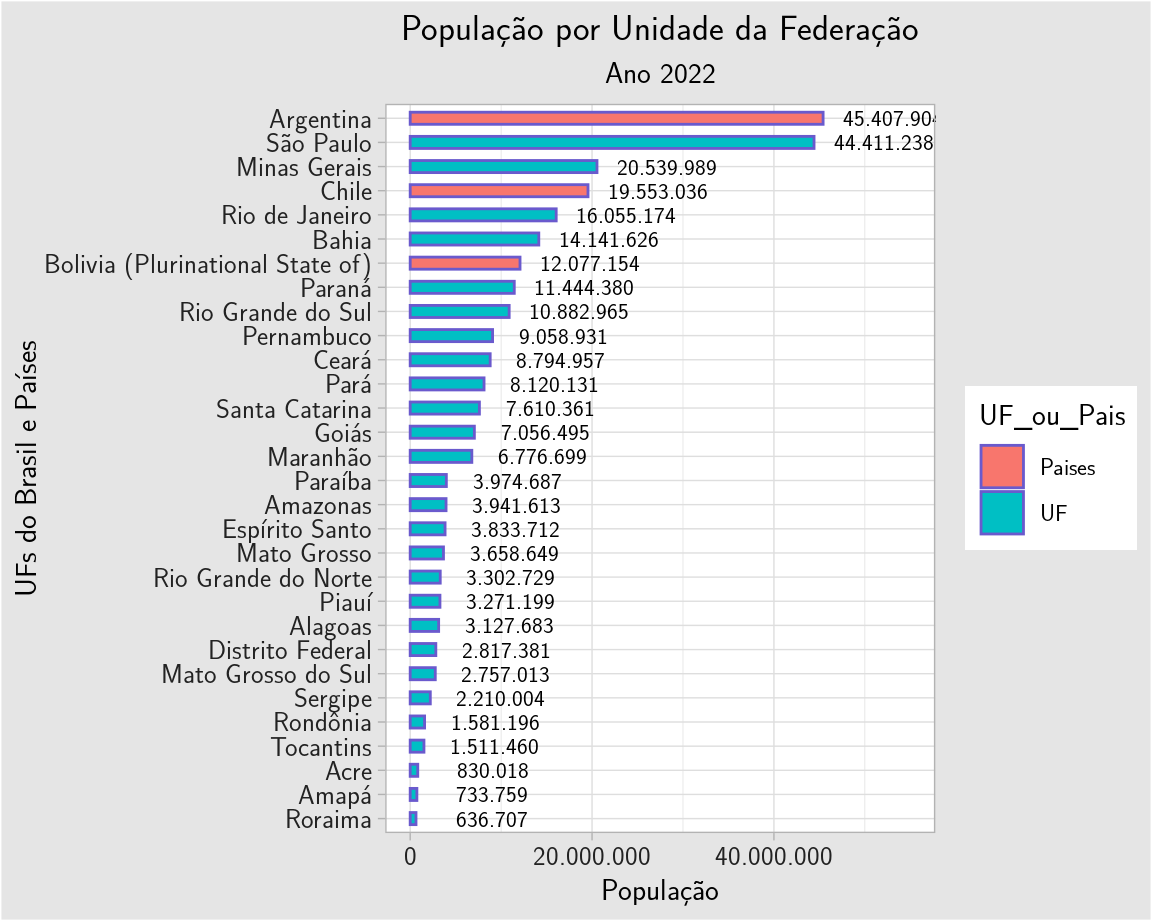 População por Unidade da Federação
Ano 2022
UFs do Brasil e Países
Argentina 45.407.904
São Paulo 44.411.238
Minas Gerais 20.539.989
Chile 19.553.036
Rio de Janeiro 16.055.174
Bahia 14.141.626
Bolivia (Plurinational State of) 12.077.154
Paraná 11.444.380
Rio Grande do Sul 10.882.965
Pernambuco 9.058.931
Ceará 8.794.957
Pará 8.120.131
Santa Catarina 7.610.361
Goiás 7.056.495
Maranhão 6.776.699
Paraíba 3.974.687
Amazonas 3.941.613
Espírito Santo 3.833.712
Mato Grosso 3.658.649
Rio Grande do Norte 3.302.729
Piauí 3.271.199
Alagoas 3.127.683
Distrito Federal 2.817.381
Mato Grosso do Sul 2.757.013
Sergipe 2.210.004
Rondônia 1.581.196
Tocantins 1.511.460
Acre 830.018
Amapá 733.759
Roraima 636.707
0 20.000.000 40.000.000
População
UF_ou_Pais
Paises
UF